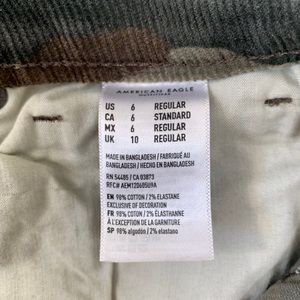 AMERICAN EAGLE
OUTFITTERS
US 6 REGULAR
CA 6 STANDARD
MX 6 REGULAR
UK 10 REGULAR
MADE IN BANGLADESH / FABRIQUÉ AU
BANGLADESH / HECHO EN BANGLADESH
RN 54485 / CA 03873
RFC# AEM120605U9A
EN 98% COTTON / 2% ELASTANE
EXCLUSIVE OF DECORATION
FR 98% COTON / 2% ÉLASTHANNE
À L'EXCEPTION DE LA GARNITURE
SP 98% algodón / 2% elastano